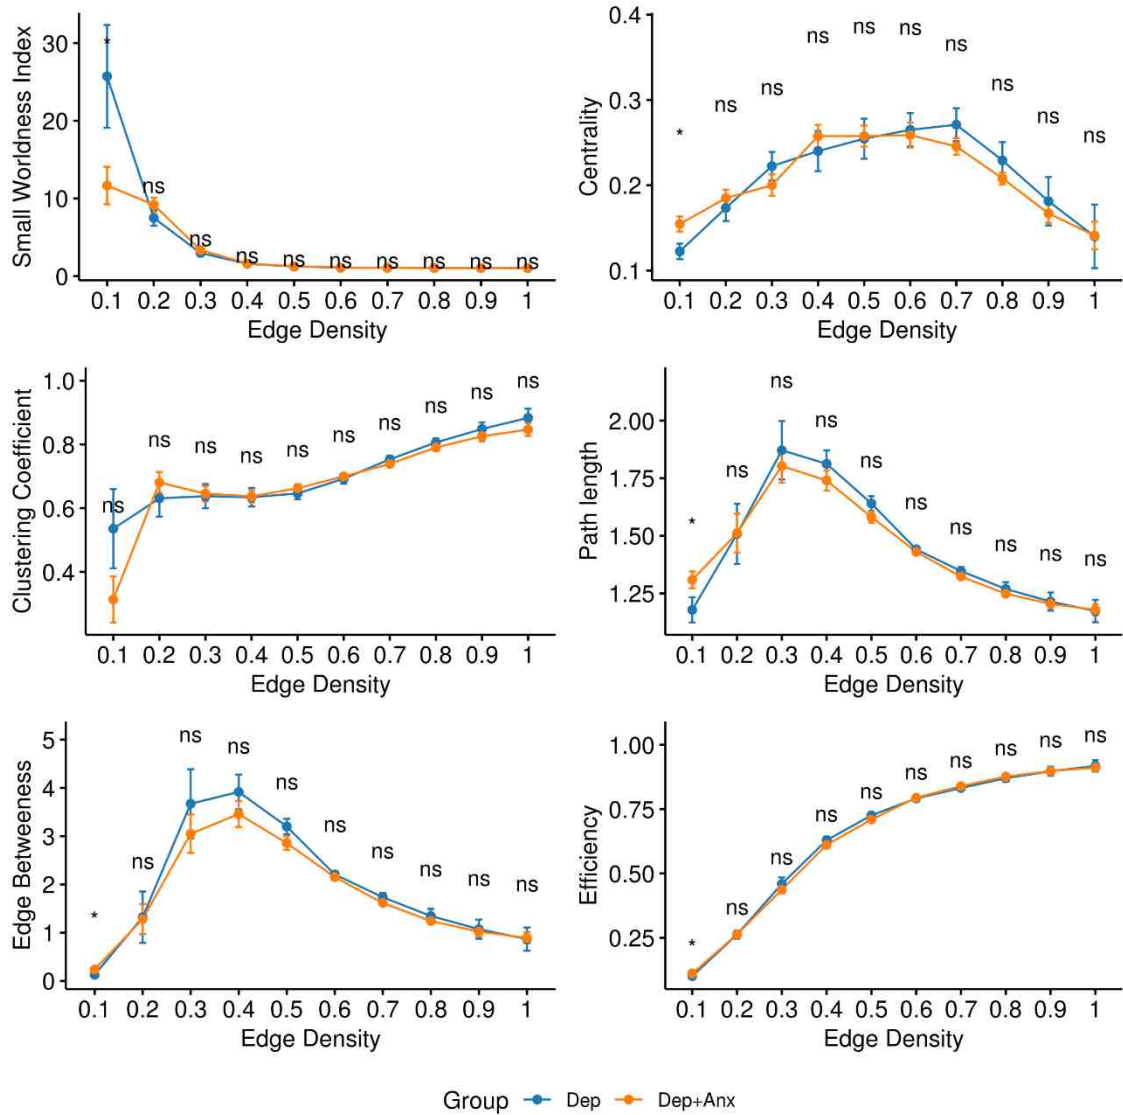 Small Worldness Index
30
20
10
0
* ns ns ns ns ns ns ns ns ns
0.1 0.2 0.3 0.4 0.5 0.6 0.7 0.8 0.9 1
Edge Density
Centrality
0.4
0.3
0.2
0.1
* ns ns ns ns ns ns ns ns ns
0.1 0.2 0.3 0.4 0.5 0.6 0.7 0.8 0.9 1
Edge Density
Clustering Coefficient
1.0
0.8
0.6
0.4
ns ns ns ns ns ns ns ns ns ns
0.1 0.2 0.3 0.4 0.5 0.6 0.7 0.8 0.9 1
Edge Density
Path length
2.00
1.75
1.50
1.25
* ns ns ns ns ns ns ns ns ns
0.1 0.2 0.3 0.4 0.5 0.6 0.7 0.8 0.9 1
Edge Density
Edge Betweeness
5
4
3
2
1
0
* ns ns ns ns ns ns ns ns ns
0.1 0.2 0.3 0.4 0.5 0.6 0.7 0.8 0.9 1
Edge Density
Efficiency
1.00
0.75
0.50
0.25
* ns ns ns ns ns ns ns ns ns
0.1 0.2 0.3 0.4 0.5 0.6 0.7 0.8 0.9 1
Edge Density
Group Dep Dep+Anx